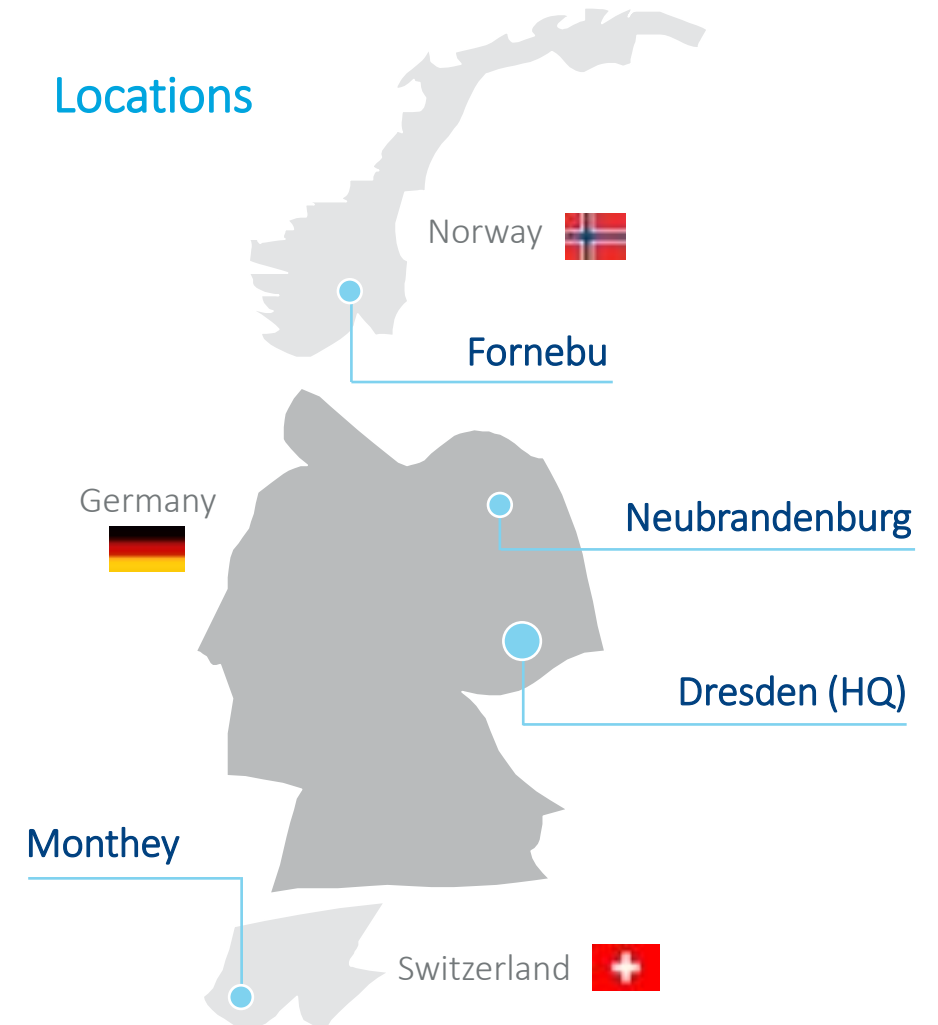 Locations
Norway
Fornebu
Germany
Neubrandenburg
Dresden (HQ)
Monthey
Switzerland